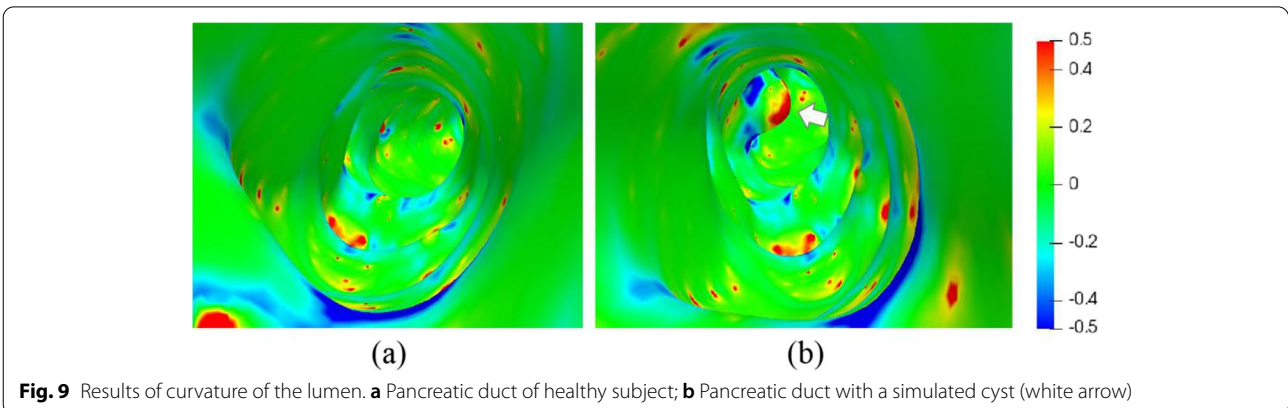 0.5
0.4
0.2
0
-0.2
-0.4
-0.5
(a)
(b)
Fig. 9 Results of curvature of the lumen. a Pancreatic duct of healthy subject; b Pancreatic duct with a simulated cyst (white arrow)